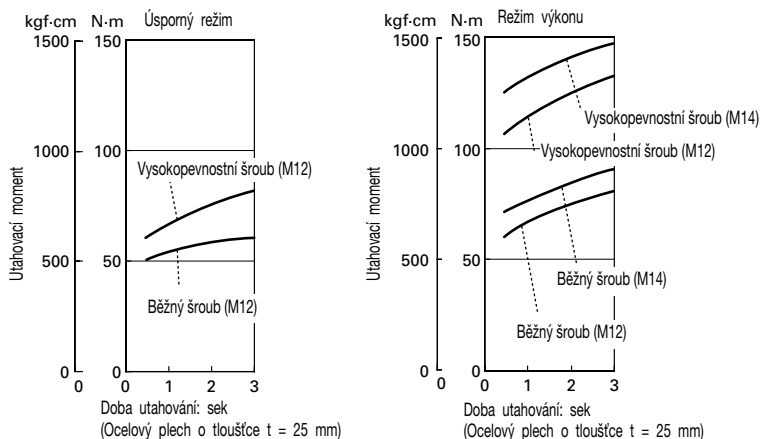 kgf·cm N·m Úsporný režim
1500 150
1000 100
Vysokopevnostní šroub (M12)
Utahovací moment
500 50
Běžný šroub (M12)
0 0
0 0 1 2 3
Doba utahování: sek
(Ocelový plech o tloušťce t = 25 mm)
kgf·cm N·m Režim výkonu
1500 150
Vysokopevnostní šroub (M14)
1000 100
Vysokopevnostní šroub (M12)
Utahovací moment
500 50
Běžný šroub (M14)
Běžný šroub (M12)
0 0
0 0 1 2 3
Doba utahování: sek
(Ocelový plech o tloušťce t = 25 mm)